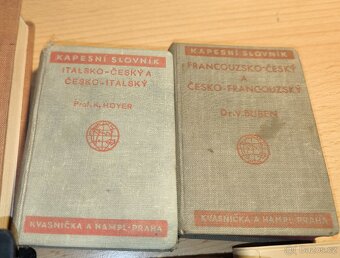 KAPESNÍ SLOVNÍK
ITALSKO-ČESKÝ A
ČESKO-ITALSKÝ
Prof. K. HOYER
KVASNIČKA A HAMPL-PRAHA
KAPESNÍ SLOVNÍK
FRANCOUZSKO-ČESKÝ
A
ČESKO-FRANCOUZSKÝ
Dr. V. BUBEN
KVASNIČKA A HAMPL-PRAHA